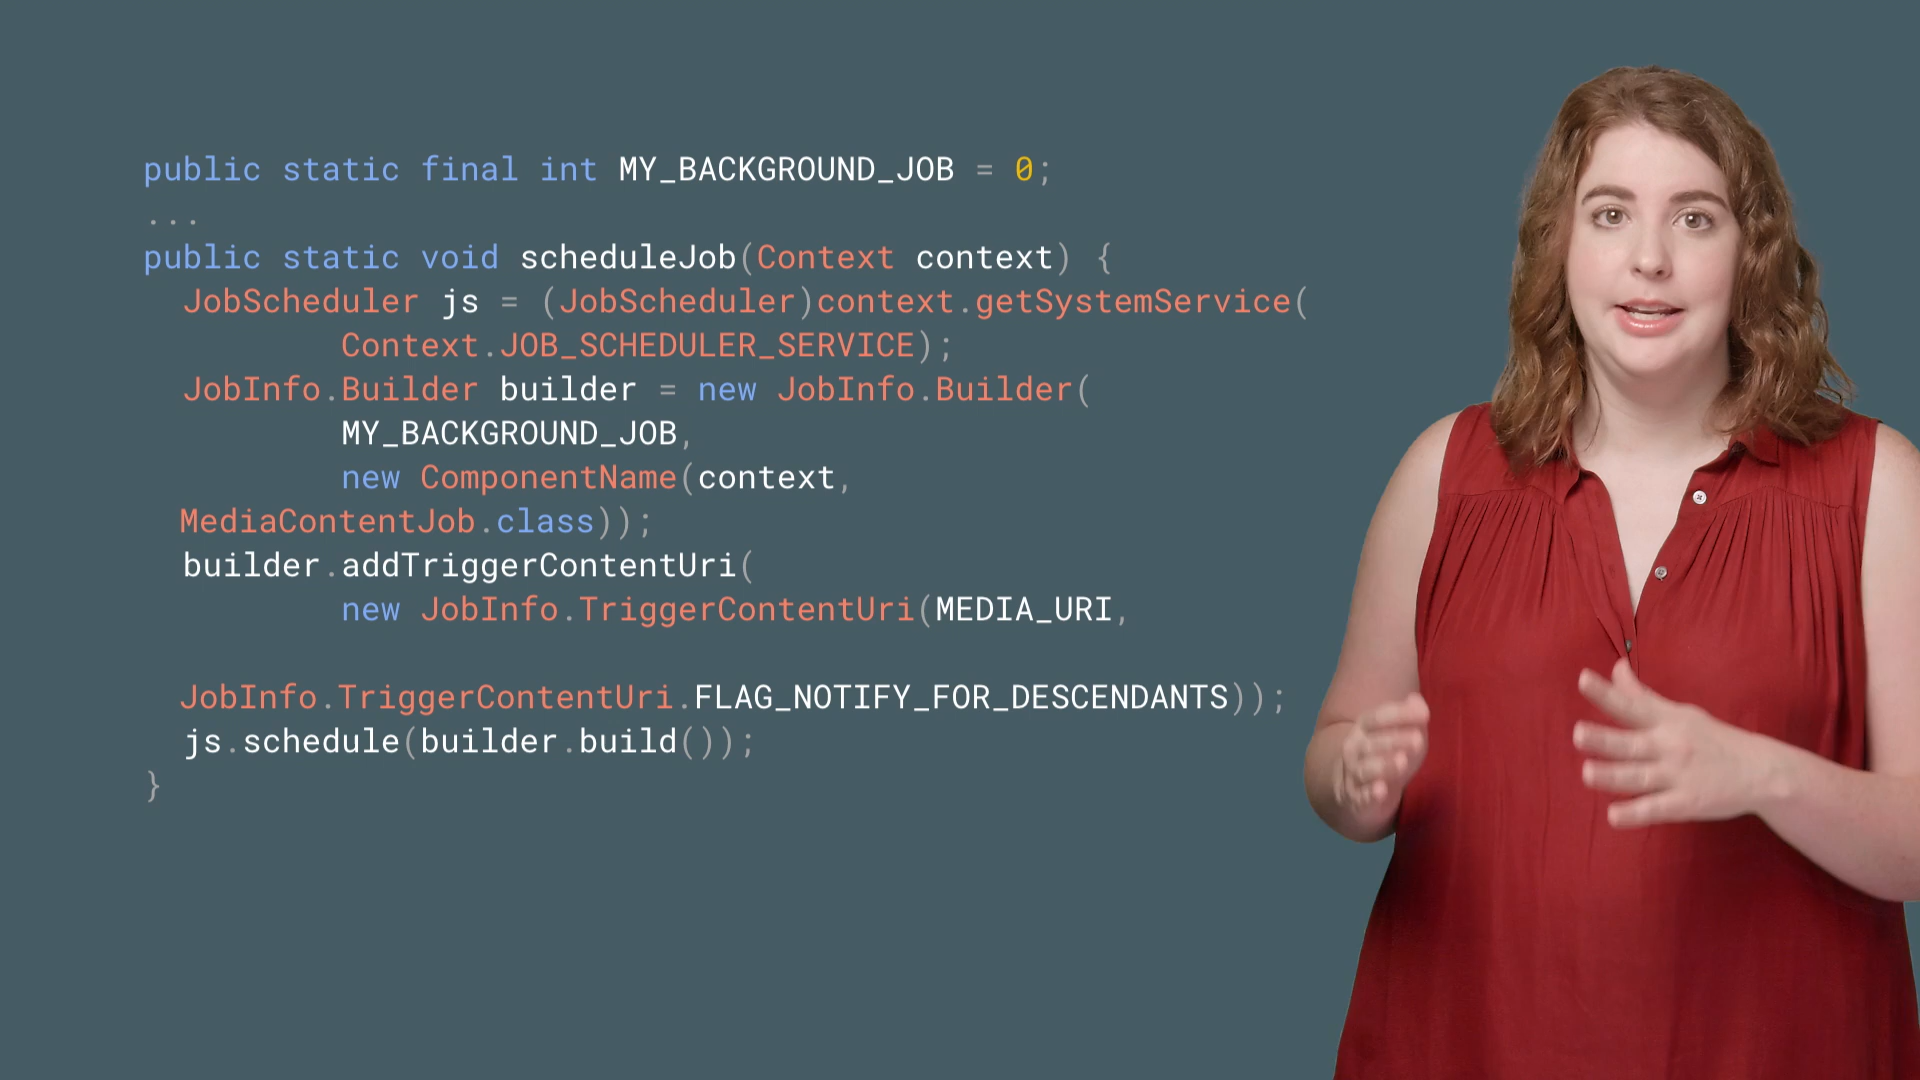 public static final int MY_BACKGROUND_JOB = 0;
...
public static void scheduleJob(Context context) {
JobScheduler js = (JobScheduler)context.getSystemService(
Context.JOB_SCHEDULER_SERVICE);
JobInfo.Builder builder = new JobInfo.Builder(
MY_BACKGROUND_JOB,
new ComponentName(context,
MediaContentJob.class));
builder.addTriggerContentUri(
new JobInfo.TriggerContentUri(MEDIA_URI,
JobInfo.TriggerContentUri.FLAG_NOTIFY_FOR_DESCENDANTS));
js.schedule(builder.build());
}